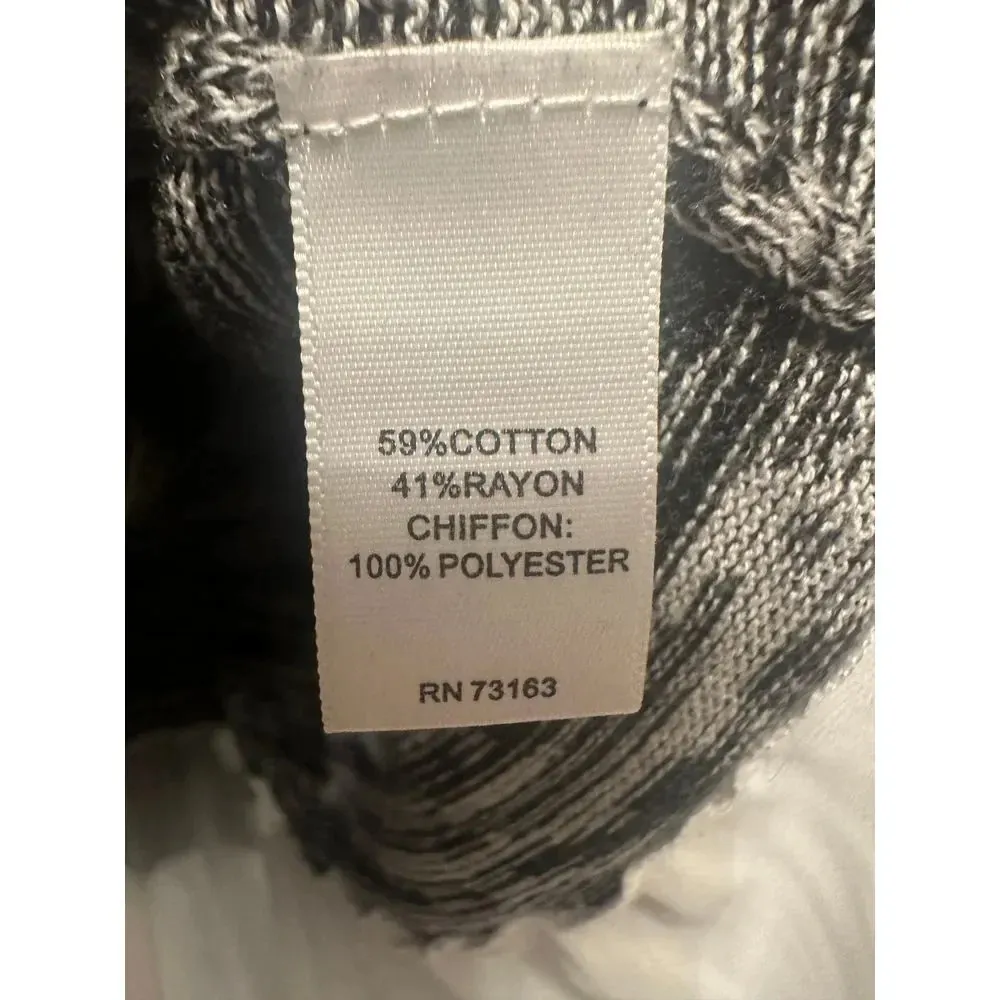 59%COTTON
41%RAYON
CHIFFON:
100% POLYESTER
RN 73163